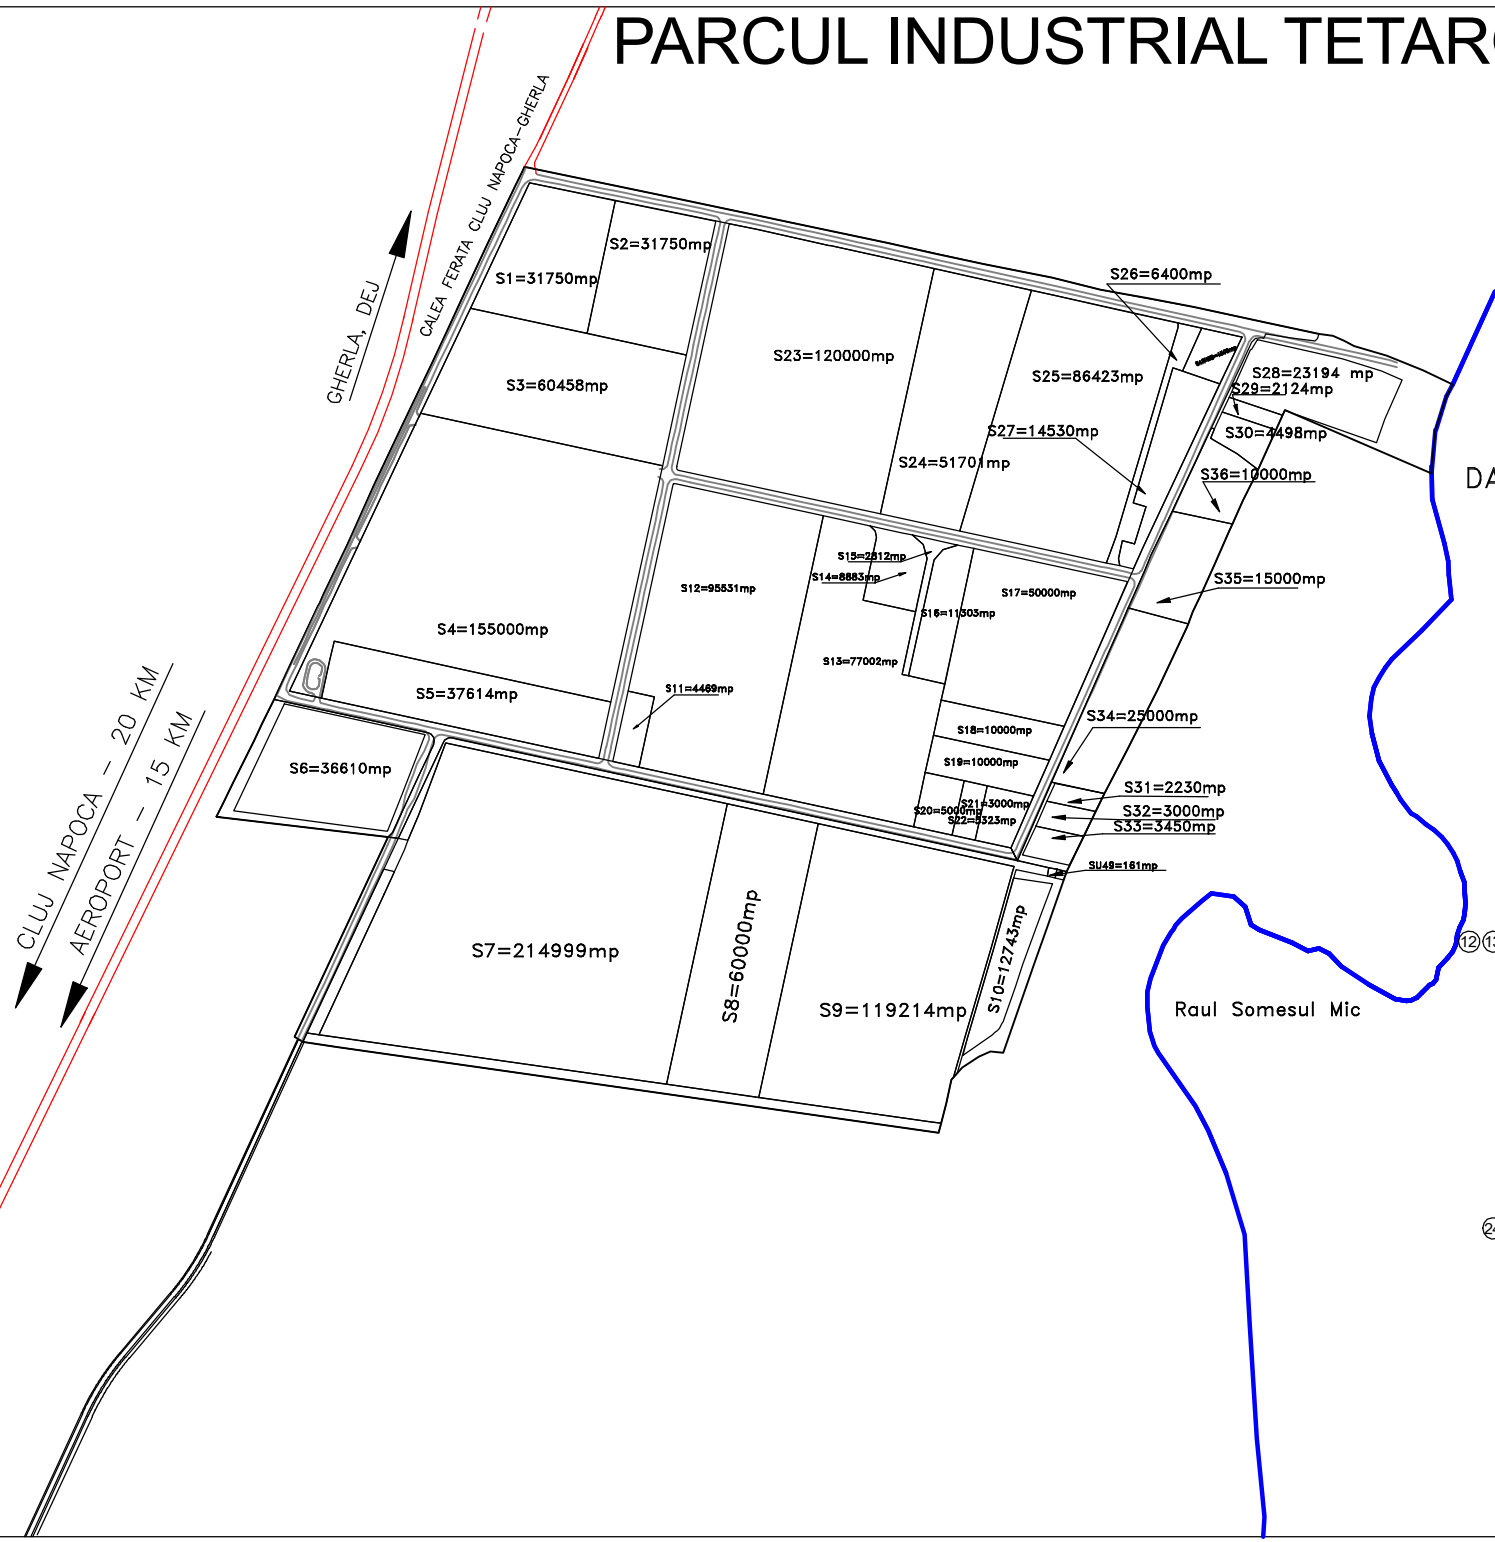 PARCUL INDUSTRIAL TETAR
CALEA FERATA CLUJ NAPOCA-GHERLA
GHERLA, DEJ
S2=31750mp
S1=31750mp
S26=6400mp
S23=120000mp
S3=60458mp
S25=86423mp
S28=23194 mp
S29=2124mp
S27=14530mp
S30=4498mp
S24=51701mp
S36=10000mp
DA
S15=2812mp
S14=8883mp
S35=15000mp
S12=95531mp
S17=50000mp
S16=11303mp
S4=155000mp
S13=77002mp
S11=4469mp
S5=37614mp
S34=25000mp
S18=10000mp
S6=36610mp
S19=10000mp
S31=2230mp
S21=3000mp
S20=5000mp
S32=3000mp
S33=3450mp
SU49=161mp
CLUJ NAPOCA - 20 KM
AEROPORT - 15 KM
S7=214999mp
S8=60000mp
S9=119214mp
S10=12743mp
12
Raul Somesul Mic